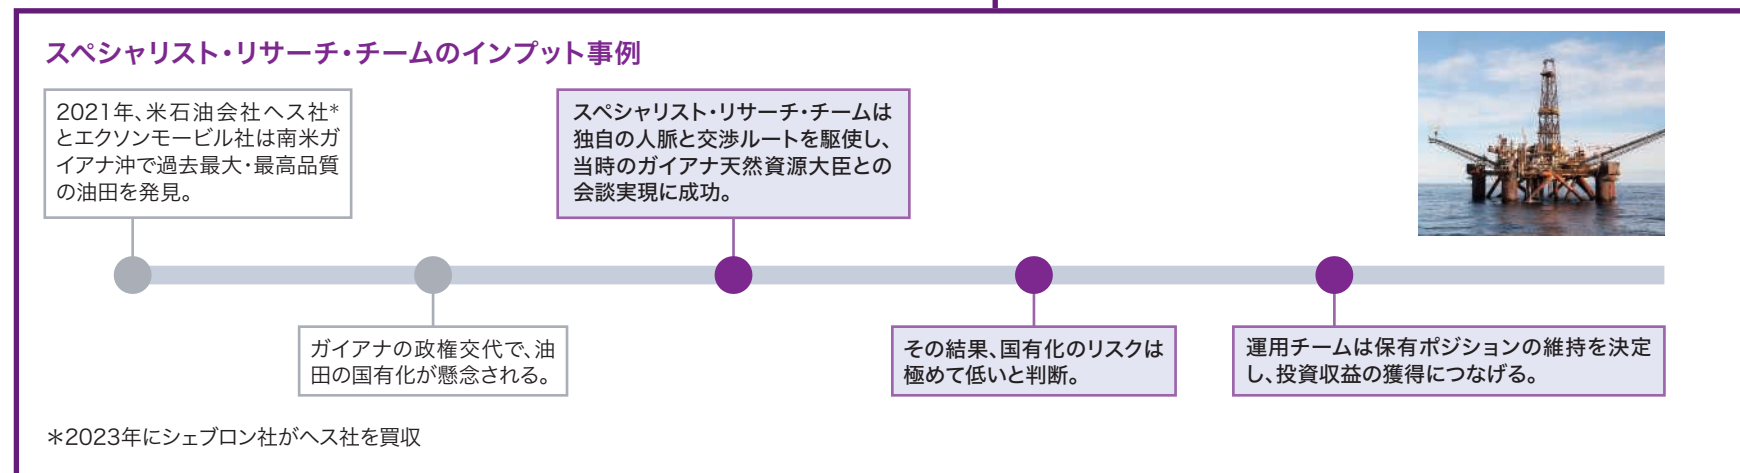 スペシャリスト・リサーチ・チームのインプット事例
2021年、米石油会社ヘス社*
とエクソンモービル社は南米ガ
イアナ沖で過去最大・最高品質
の油田を発見。
スペシャリスト・リサーチ・チームは
独自の人脈と交渉ルートを駆使し、
当時のガイアナ天然資源大臣との
会談実現に成功。
ガイアナの政権交代で、油
田の国有化が懸念される。
その結果、国有化のリスクは
極めて低いと判断。
運用チームは保有ポジションの維持を決定
し、投資収益の獲得につなげる。
*2023年にシェブロン社がヘス社を買収